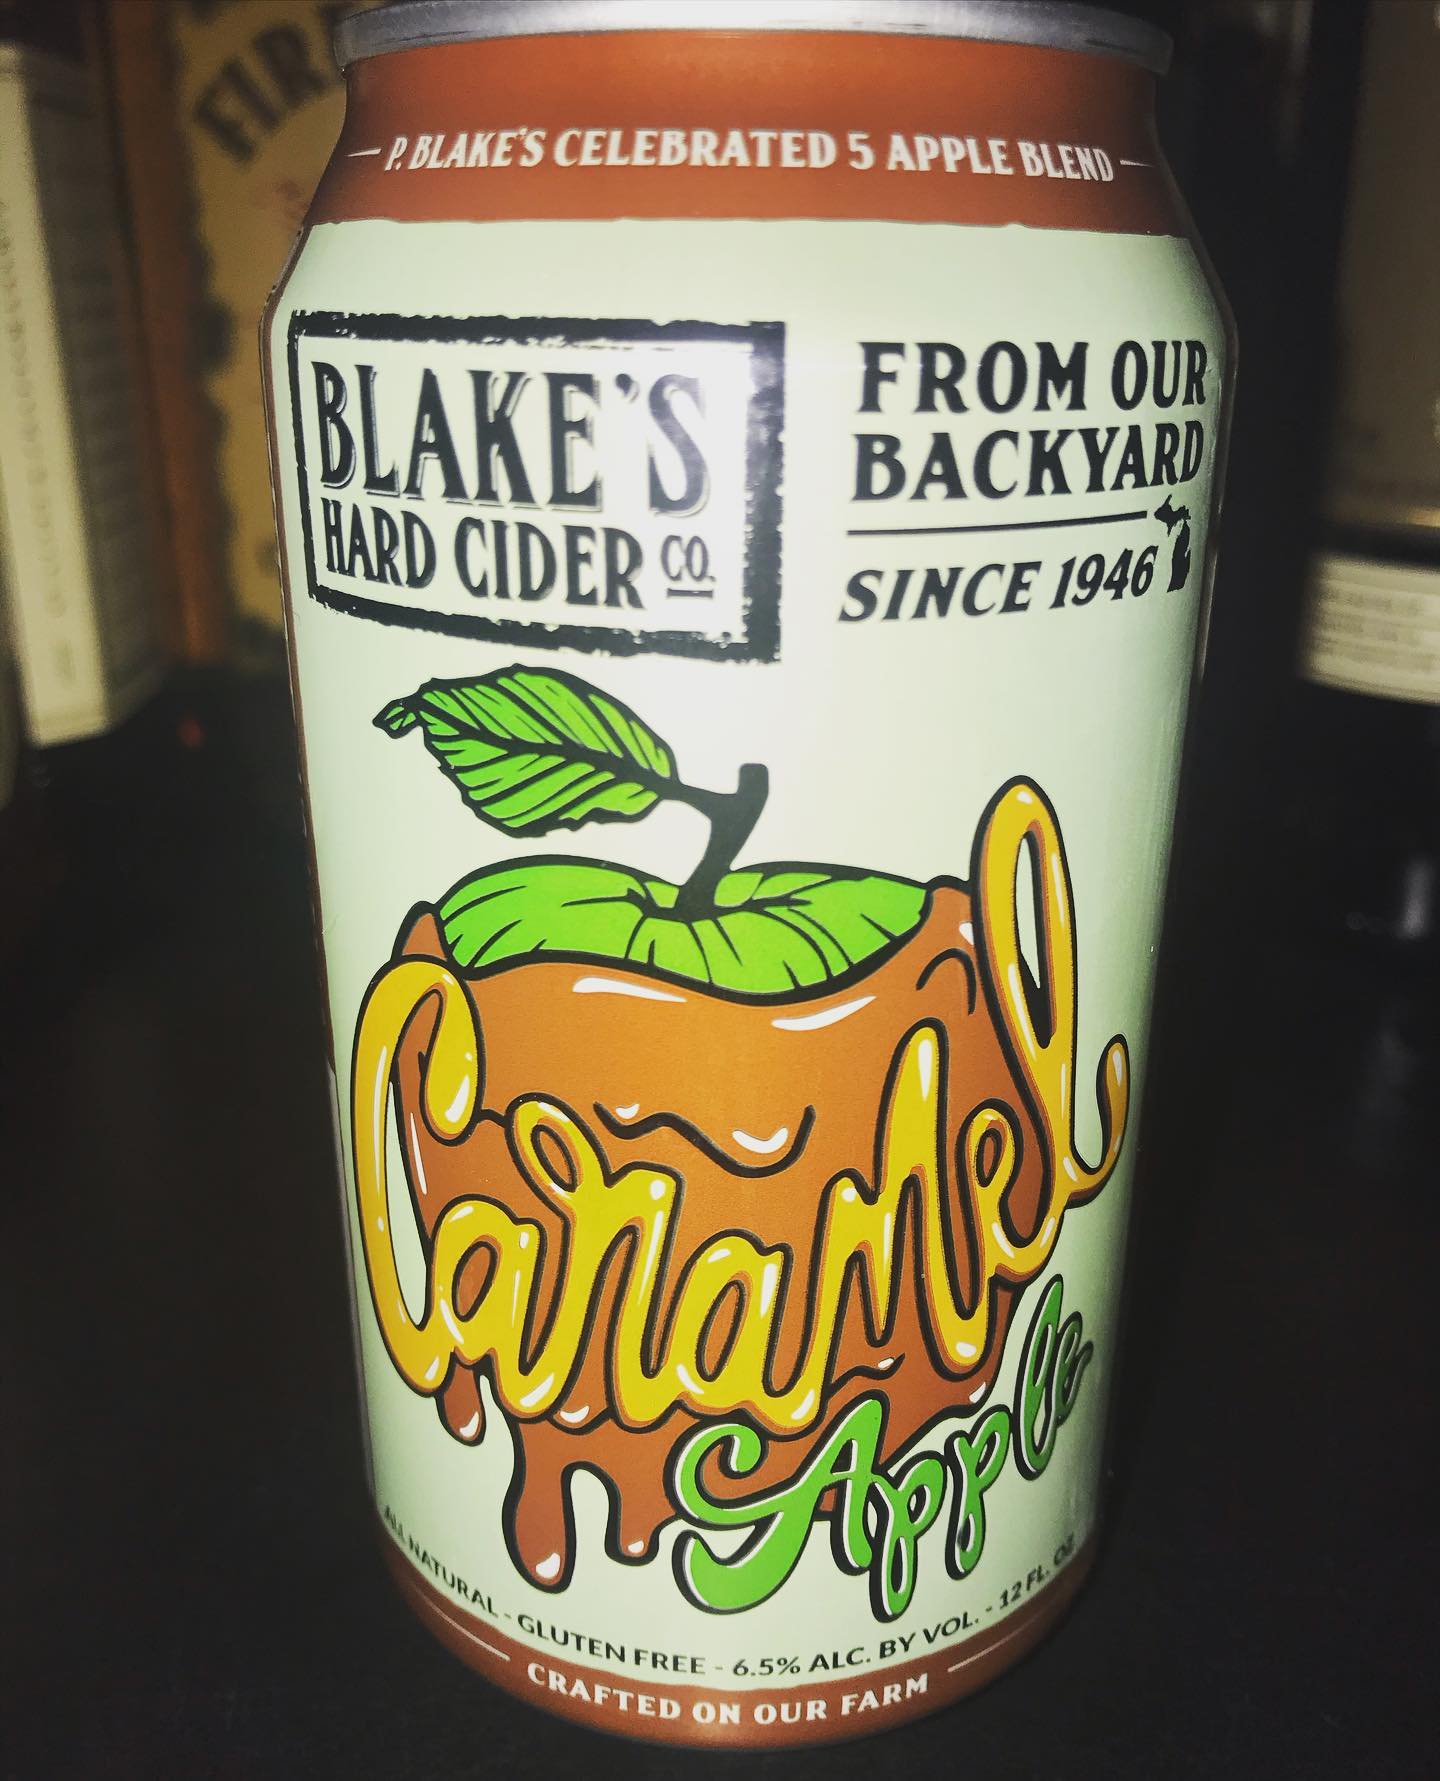 P. BLAKE'S CELEBRATED 5 APPLE BLEND
BLAKE'S
HARD CIDER CO.
FROM OUR
BACKYARD
SINCE 1946
Caramel
Apple
ALL NATURAL - GLUTEN FREE - 6.5% ALC. BY VOL. - 12 FL. OZ.
CRAFTED ON OUR FARM